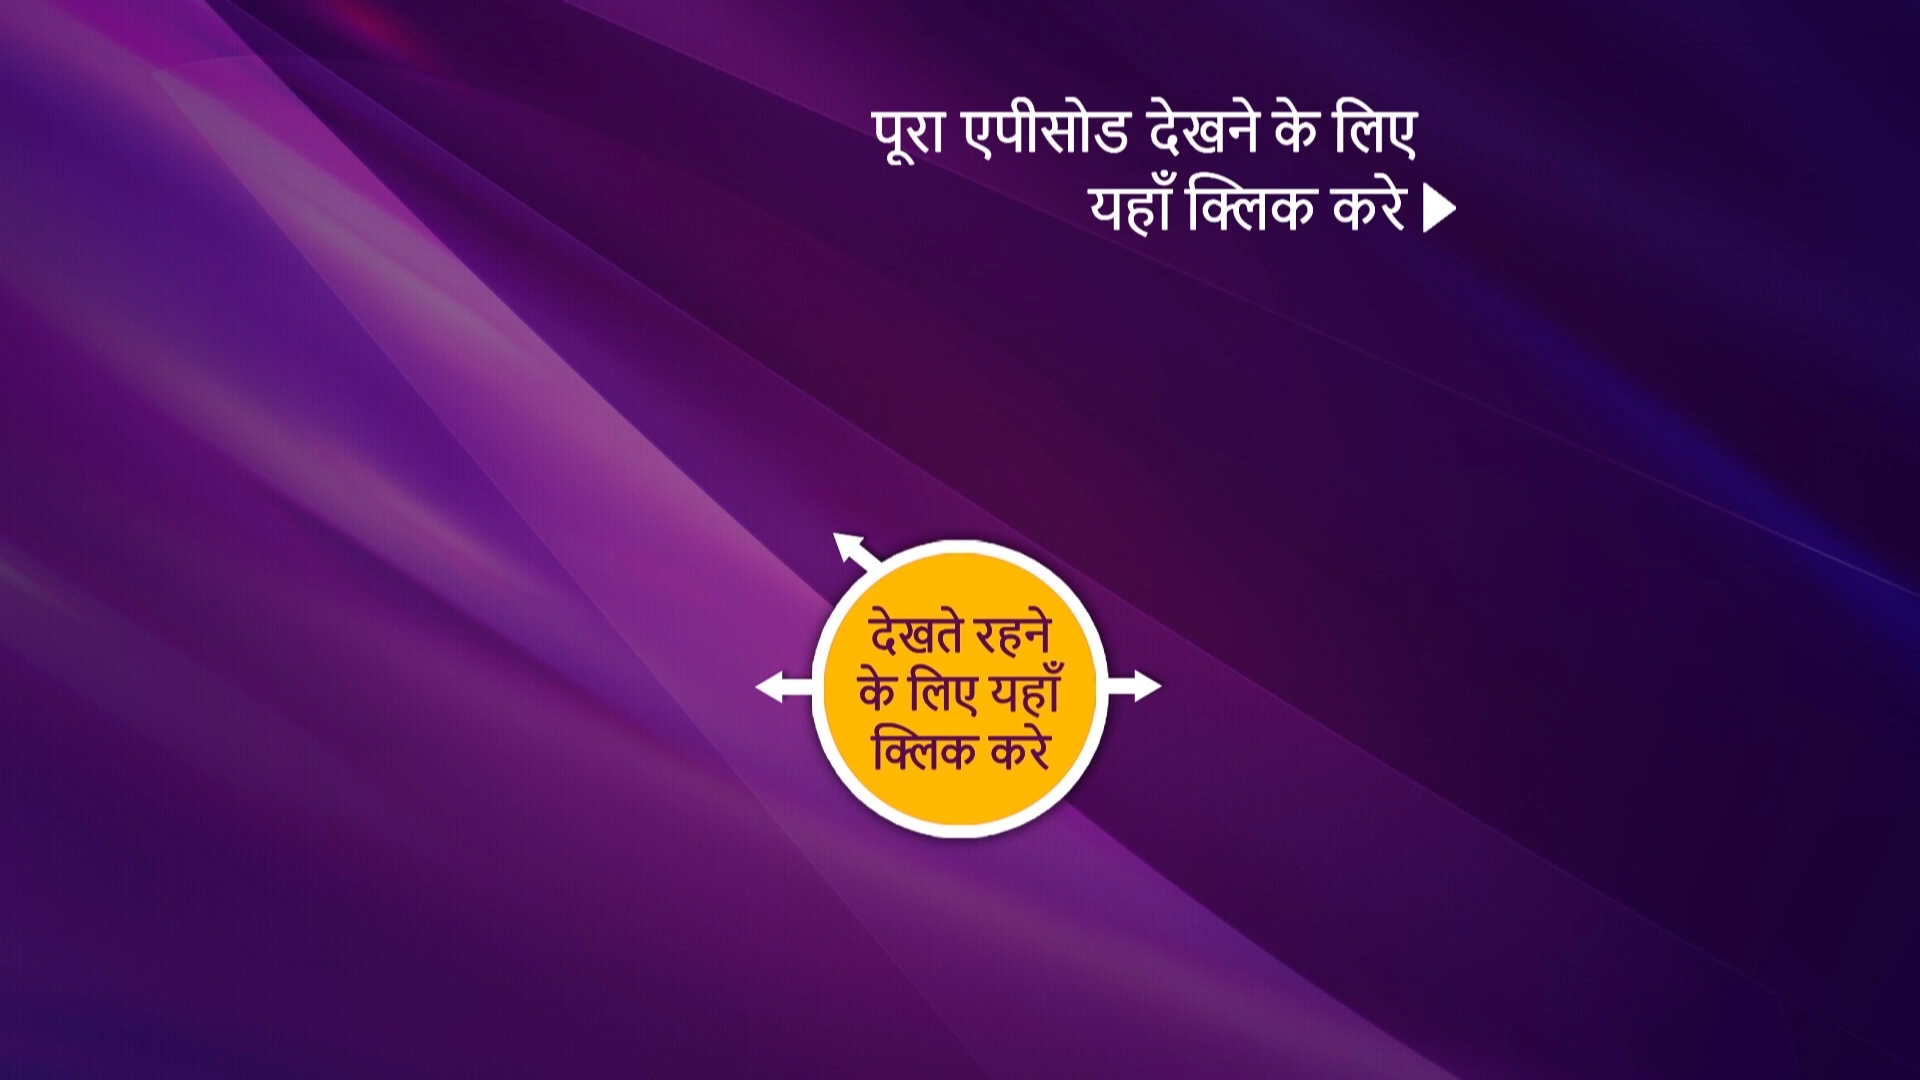 पूरा एपीसोड देखने के लिए
यहाँ क्लिक करे
देखते रहने
के लिए यहाँ
क्लिक करे